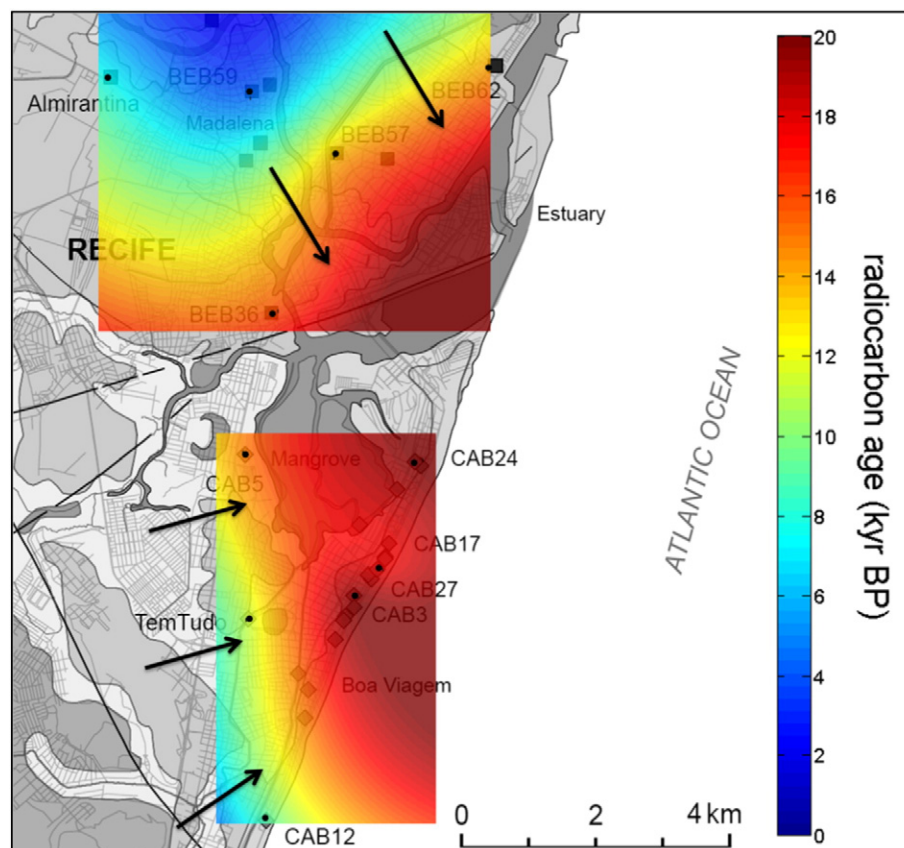 BEB59
Almirantina
Madalena
BEB62
BEB57
Estuary
RECIFE
BEB36
Mangrove
CAB24
CAB5
CAB17
CAB27
TemTudo
CAB3
Boa Viagem
CAB12
ATLANTIC OCEAN
0 2 4 km
20
18
16
14
12
10
8
6
4
2
0
radiocarbon age (kyr BP)